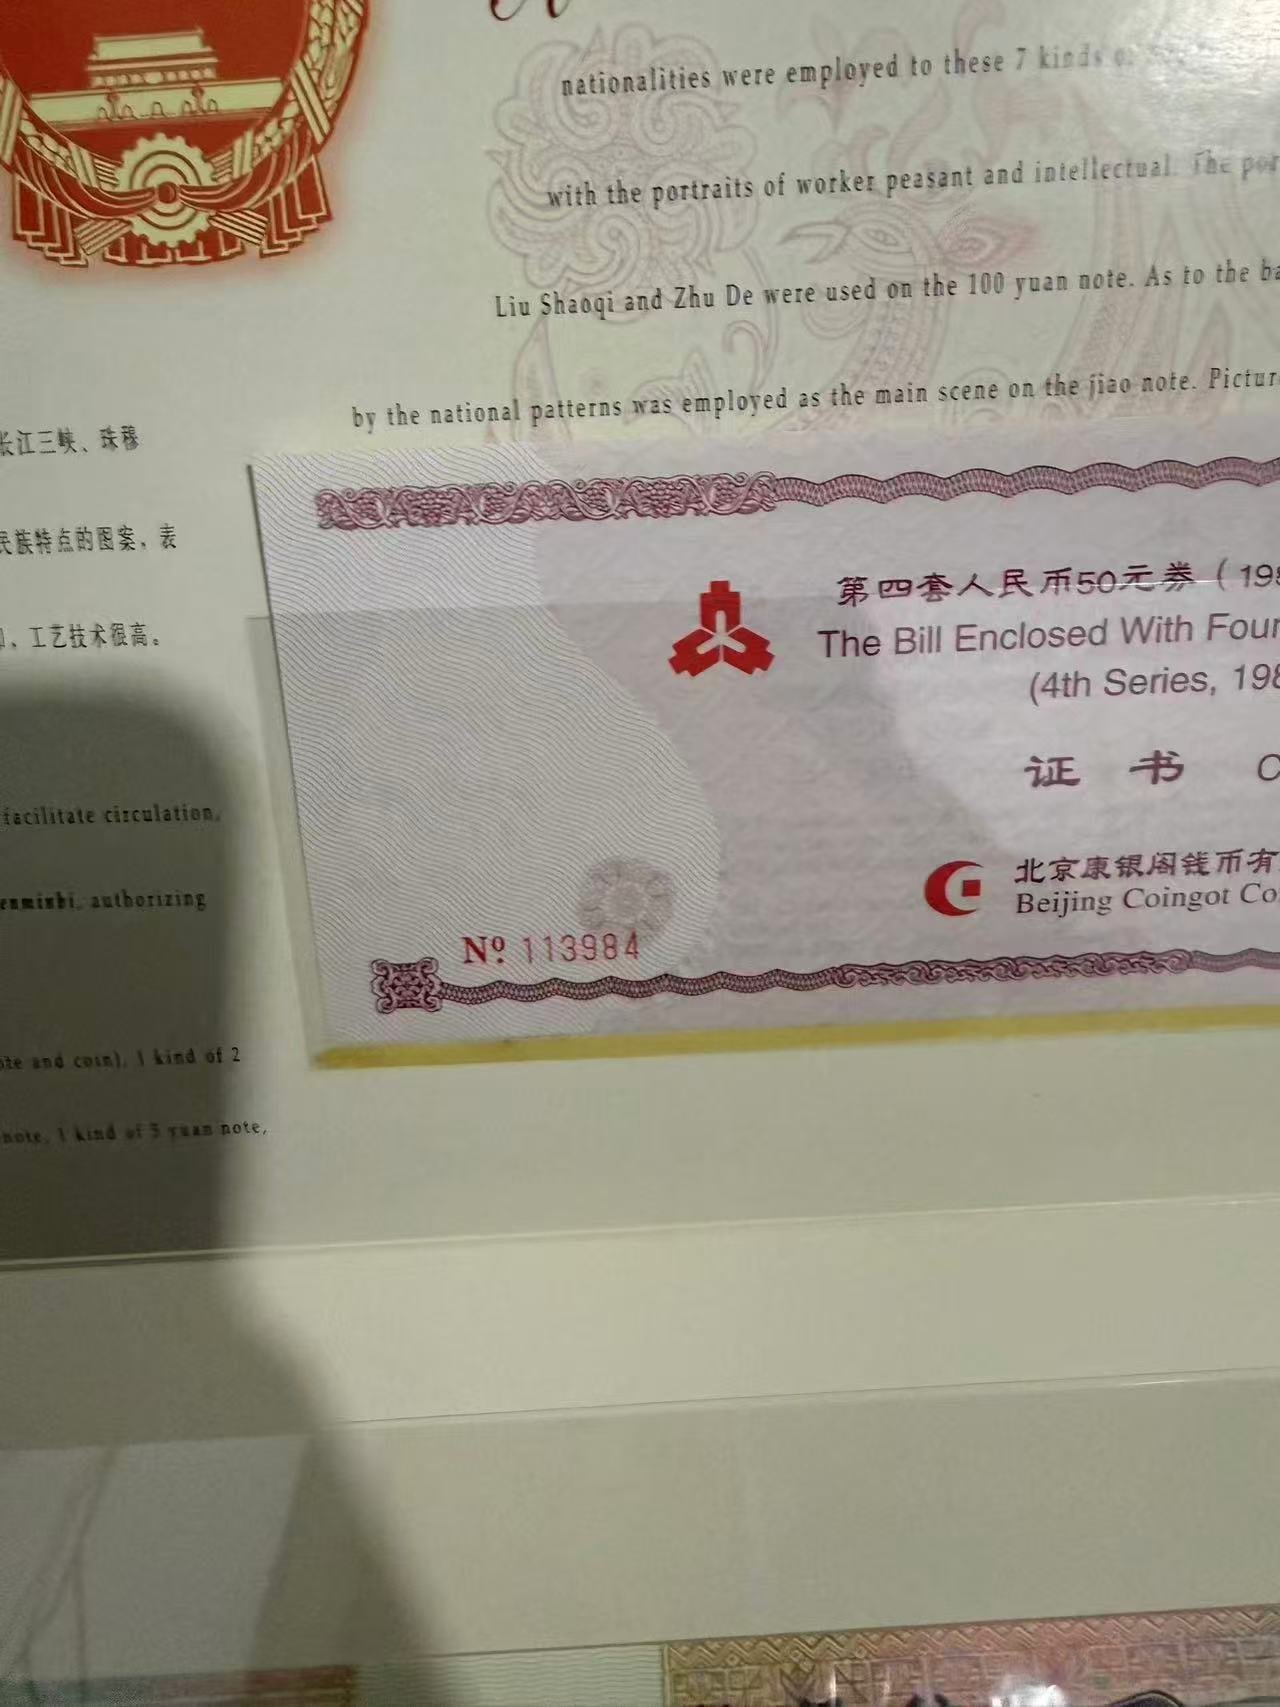 nationalities were employed to these 7 kinds
with the portraits of worker peasant and intellectual. The
Liu Shaoqi and Zhu De were used on the 100 yuan note. As to the
by the national patterns was employed as the main scene on the jiao note.
长江三峡、珠穆
民族特点的图案，表
工艺技术很高。
facilitate circulation,
authorizing
and coin), 1 kind of 2
note, 1 kind of 5 yuan note,
第四套人民币50元券（198
The Bill Enclosed With Four
(4th Series, 198
证 书 C
北京康银阁钱币有
Beijing Coingot Co
Nº 113984